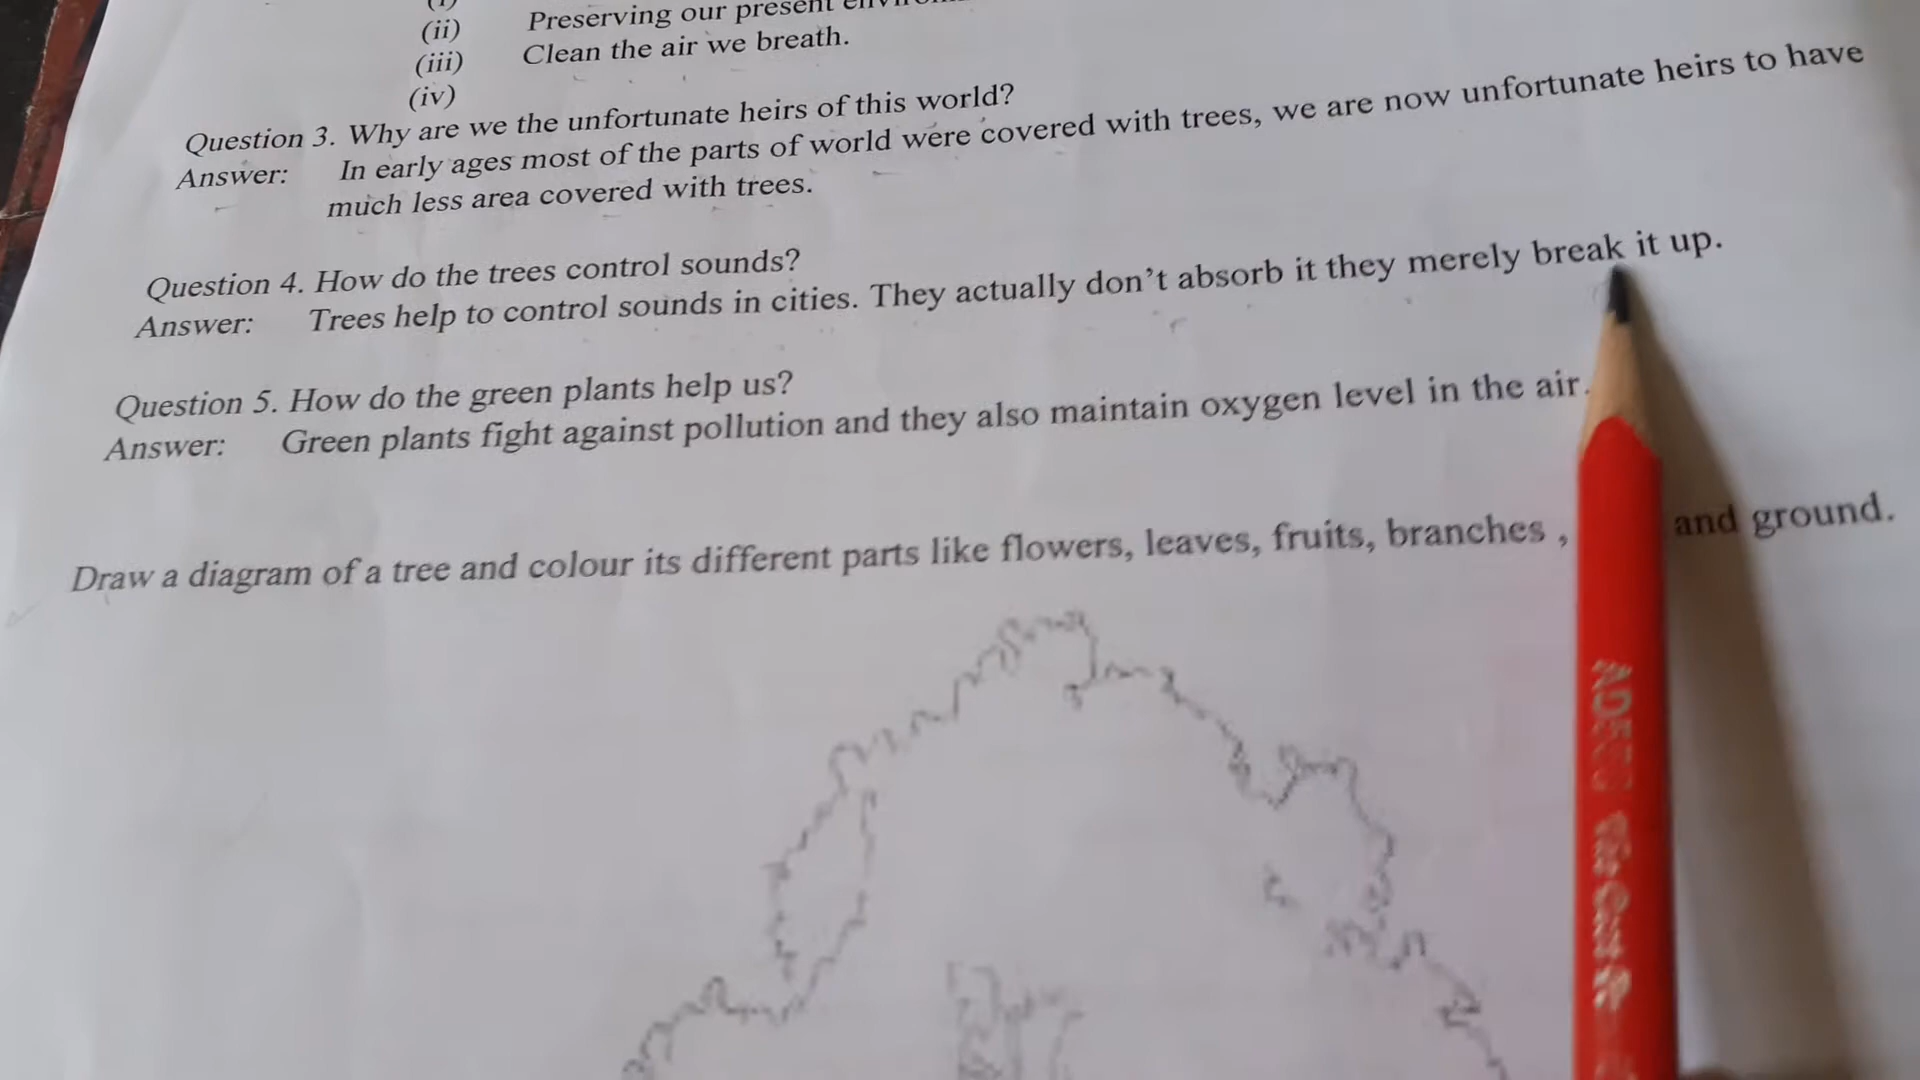 (ii) Preserving our present
(iii) Clean the air we breath.
(iv)
Question 3. Why are we the unfortunate heirs of this world?
Answer: In early ages most of the parts of world were covered with trees, we are now unfortunate heirs to have
much less area covered with trees.
Question 4. How do the trees control sounds?
Answer: Trees help to control sounds in cities. They actually don't absorb it they merely break it up.
Question 5. How do the green plants help us?
Answer: Green plants fight against pollution and they also maintain oxygen level in the air.
Draw a diagram of a tree and colour its different parts like flowers, leaves, fruits, branches , and ground.